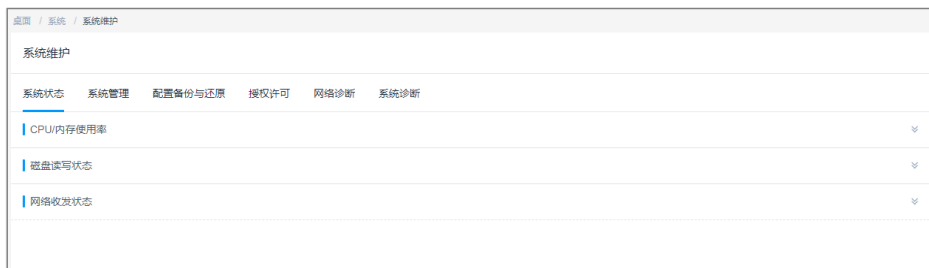 桌面 / 系统 / 系统维护
系统维护
系统状态 系统管理 配置备份与还原 授权许可 网络诊断 系统诊断
CPU/内存使用率
磁盘读写状态
网络收发状态